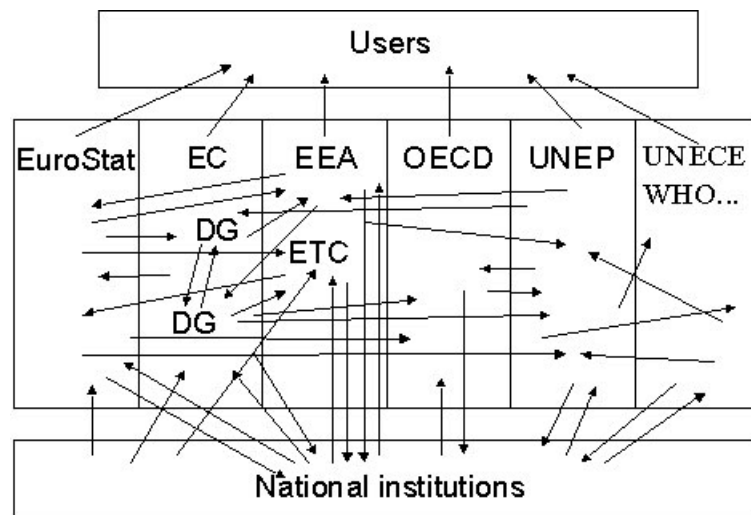 Users
EuroStat EC EEA OECD UNEP UNECE
WHO...
DG
ETC
DG
National institutions